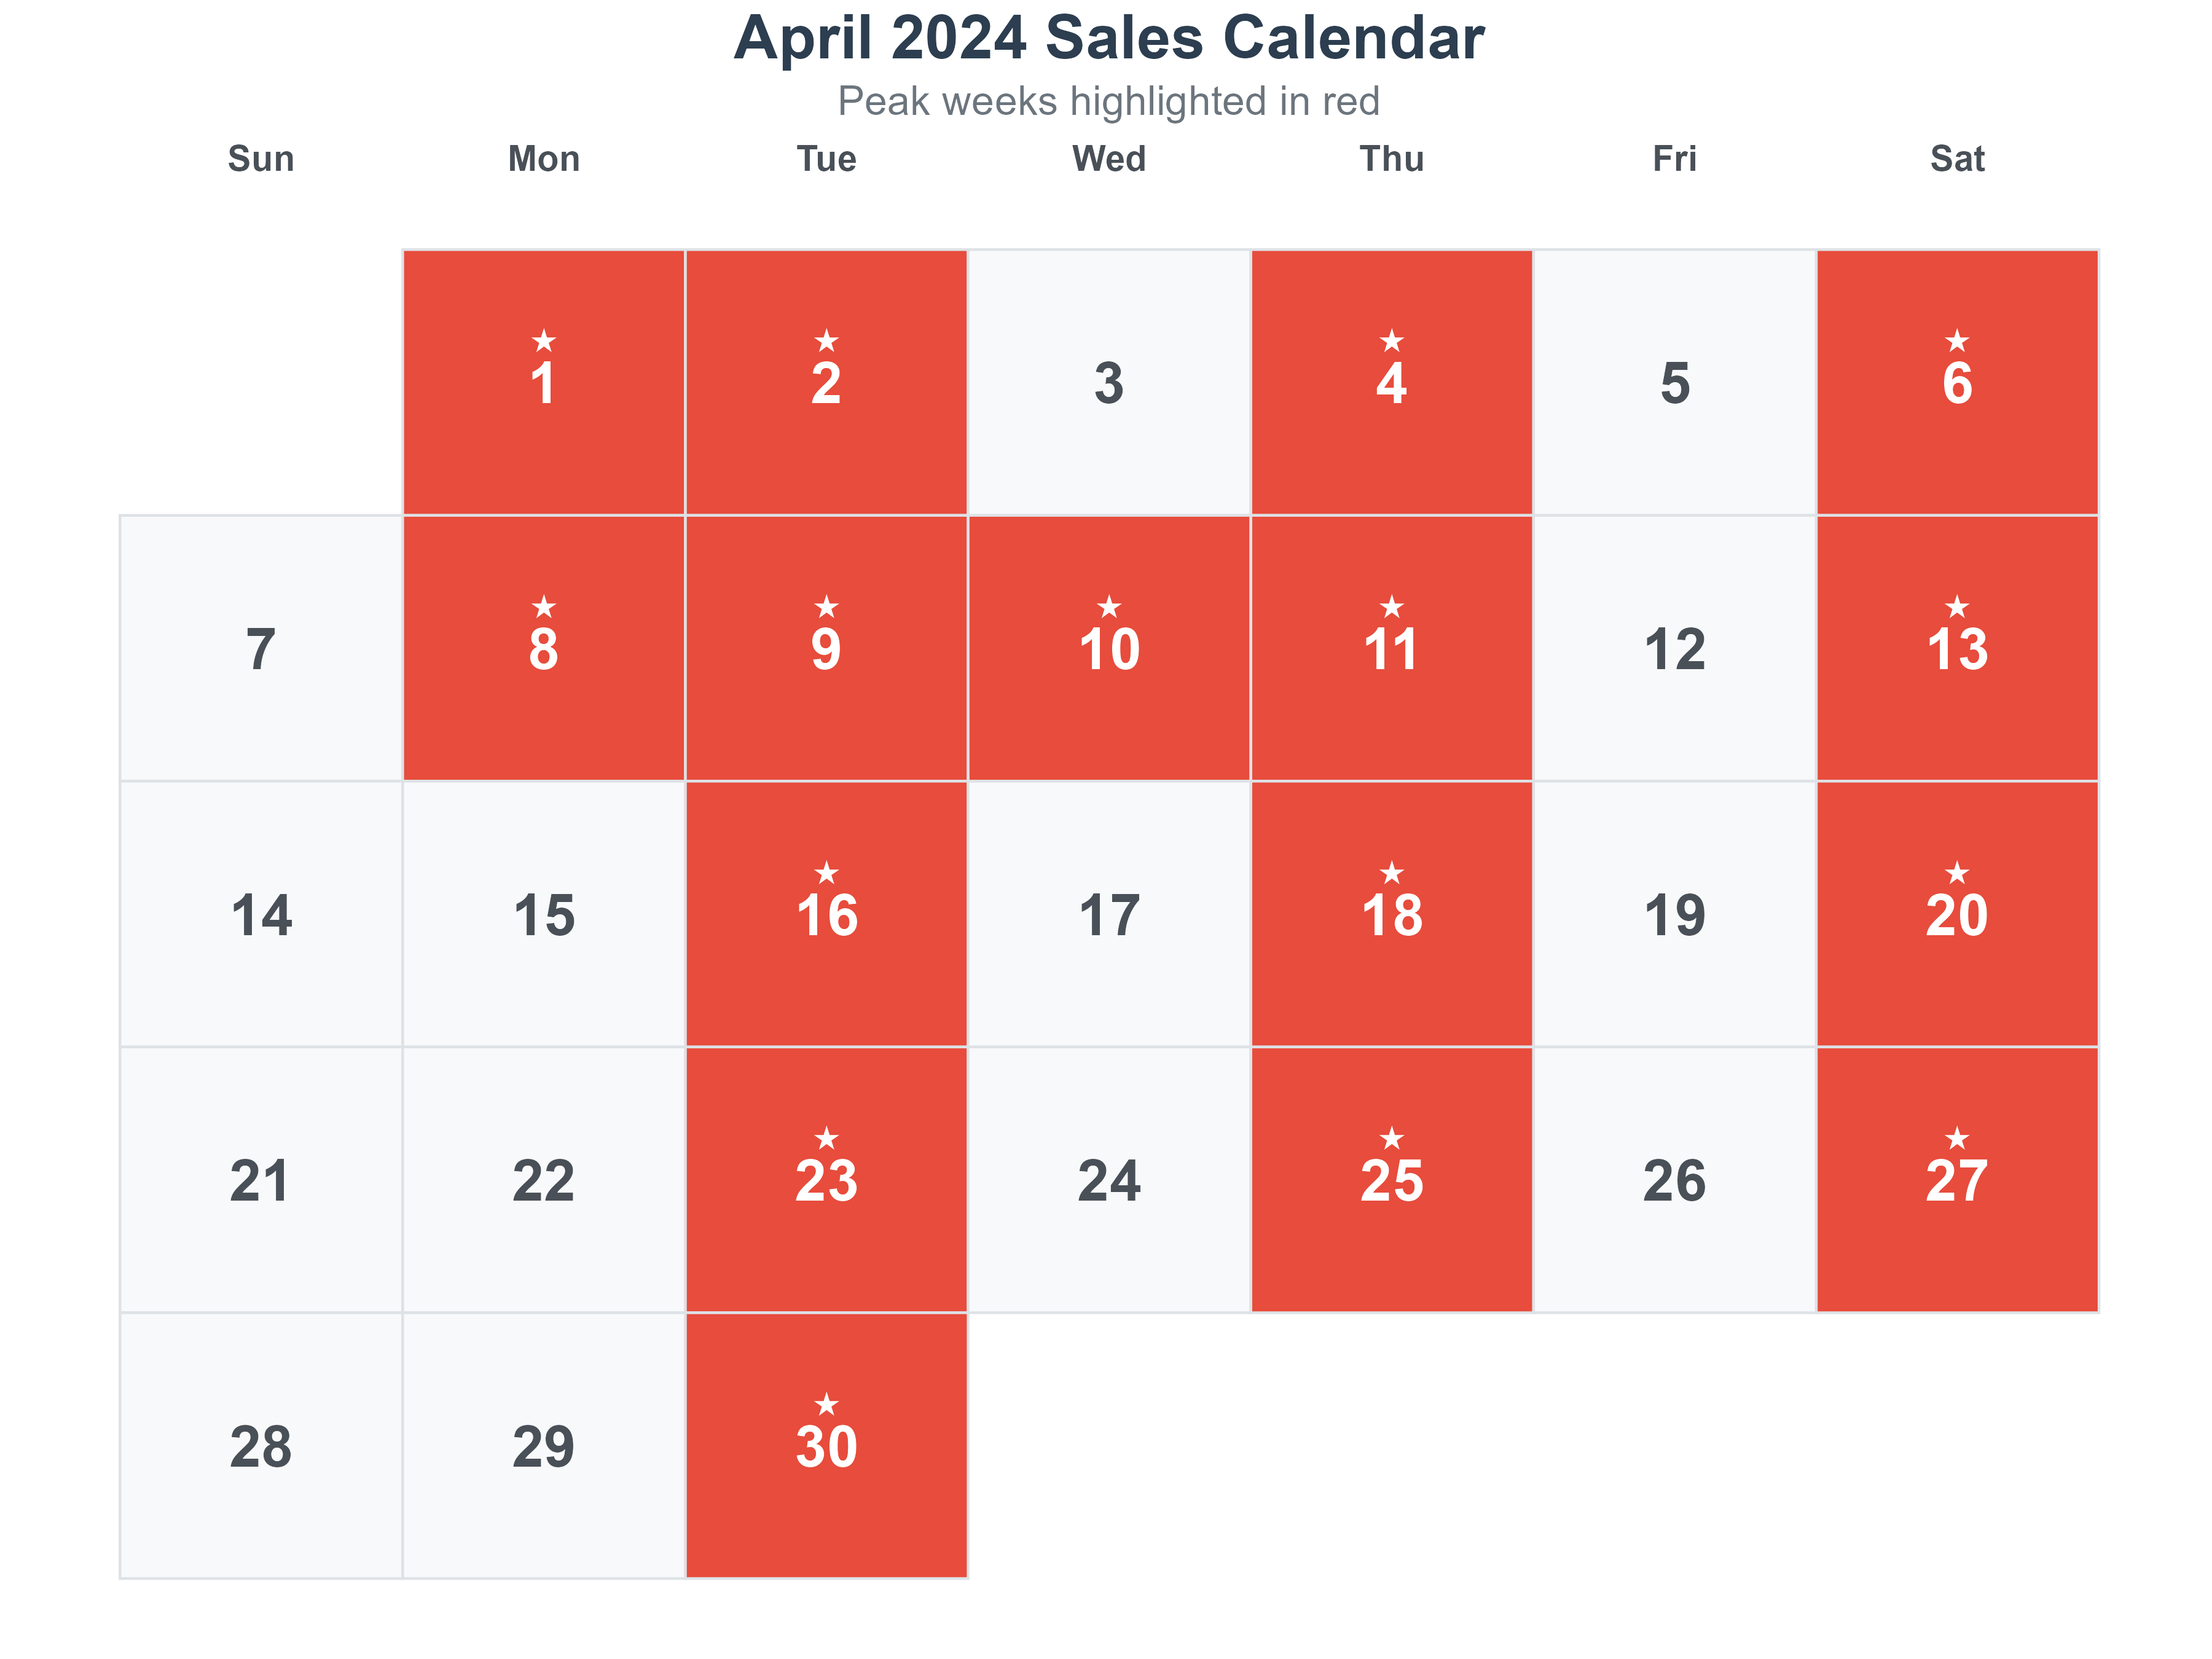 April 2024 Sales Calendar
Peak weeks highlighted in red
Sun Mon Tue Wed Thu Fri Sat
★ ★ ★ ★
1 2 3 4 5 6
★ ★ ★ ★ ★
7 8 9 10 11 12 13
★ ★ ★
14 15 16 17 18 19 20
★ ★ ★
21 22 23 24 25 26 27
★
28 29 30